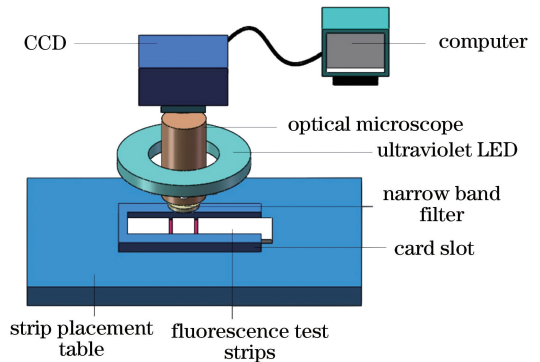 CCD
computer
optical microscope
ultraviolet LED
narrow band
filter
card slot
strip placement
table
fluorescence test
strips